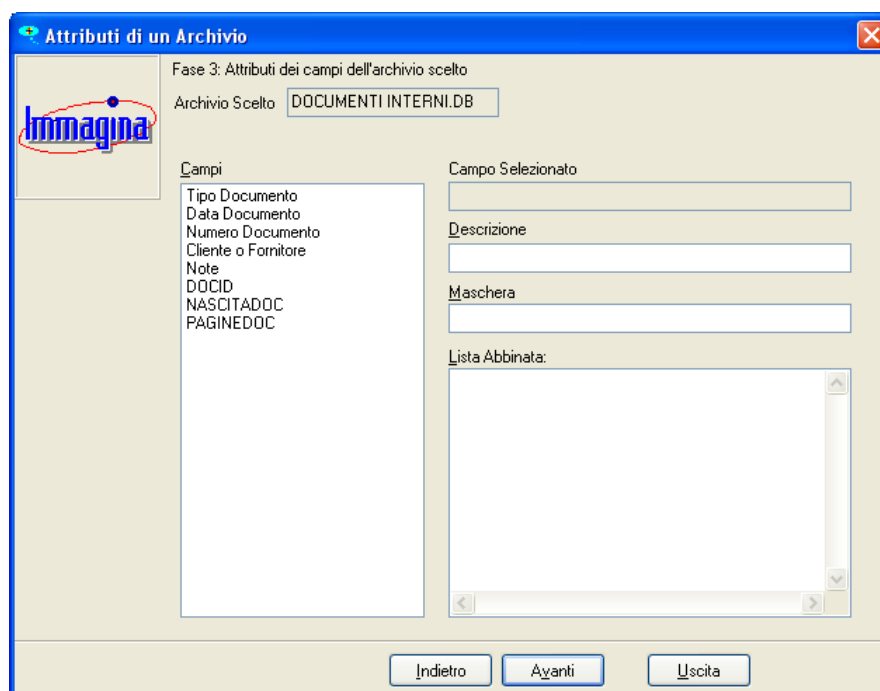 Attributi di un Archivio
Immagina
Fase 3: Attributi dei campi dell'archivio scelto
Archivio Scelto DOCUMENTI INTERNI.DB
Campi
Tipo Documento
Data Documento
Numero Documento
Cliente o Fornitore
Note
DOCID
NASCITADOC
PAGINEDOC
Campo Selezionato
Descrizione
Maschera
Lista Abbinata:
Indietro Avanti Uscita